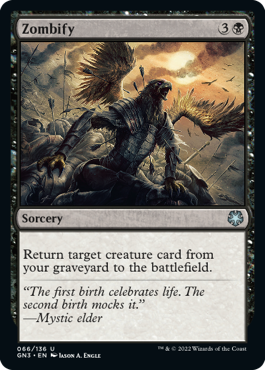 Zombify 3
Sorcery
Return target creature card from
your graveyard to the battlefield.
“The first birth celebrates life. The
second birth mocks it.”
—Mystic elder
066/136 U
GN3 • EN Jason A. Engle
™ & © 2022 Wizards of the Coast